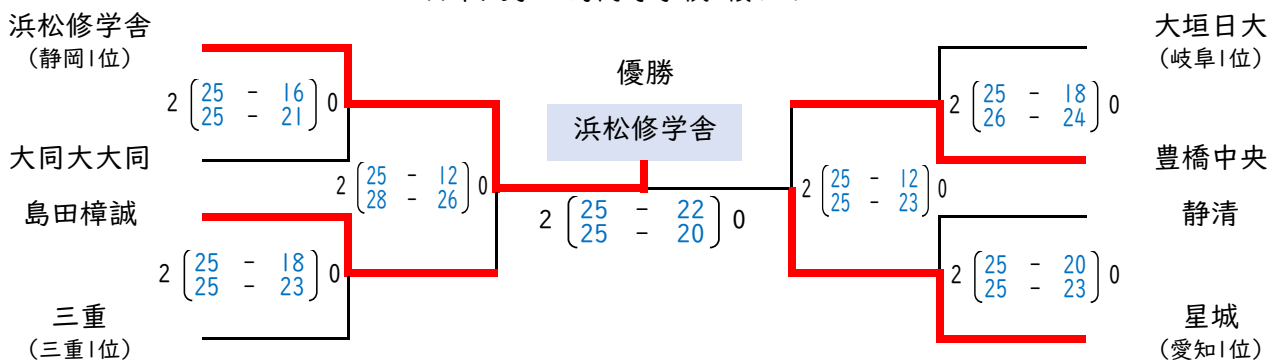 浜松修学舎
(静岡1位)
2 25 - 16 0
25 - 21
大同大大同
2 25 - 12 0
28 - 26
島田樟誠
2 25 - 18 0
25 - 23
三重
(三重1位)
優勝
浜松修学舎
2 25 - 22 0
25 - 20
大垣日大
(岐阜1位)
2 25 - 18 0
26 - 24
豊橋中央
2 25 - 12 0
25 - 23
静清
2 25 - 20 0
25 - 23
星城
(愛知1位)